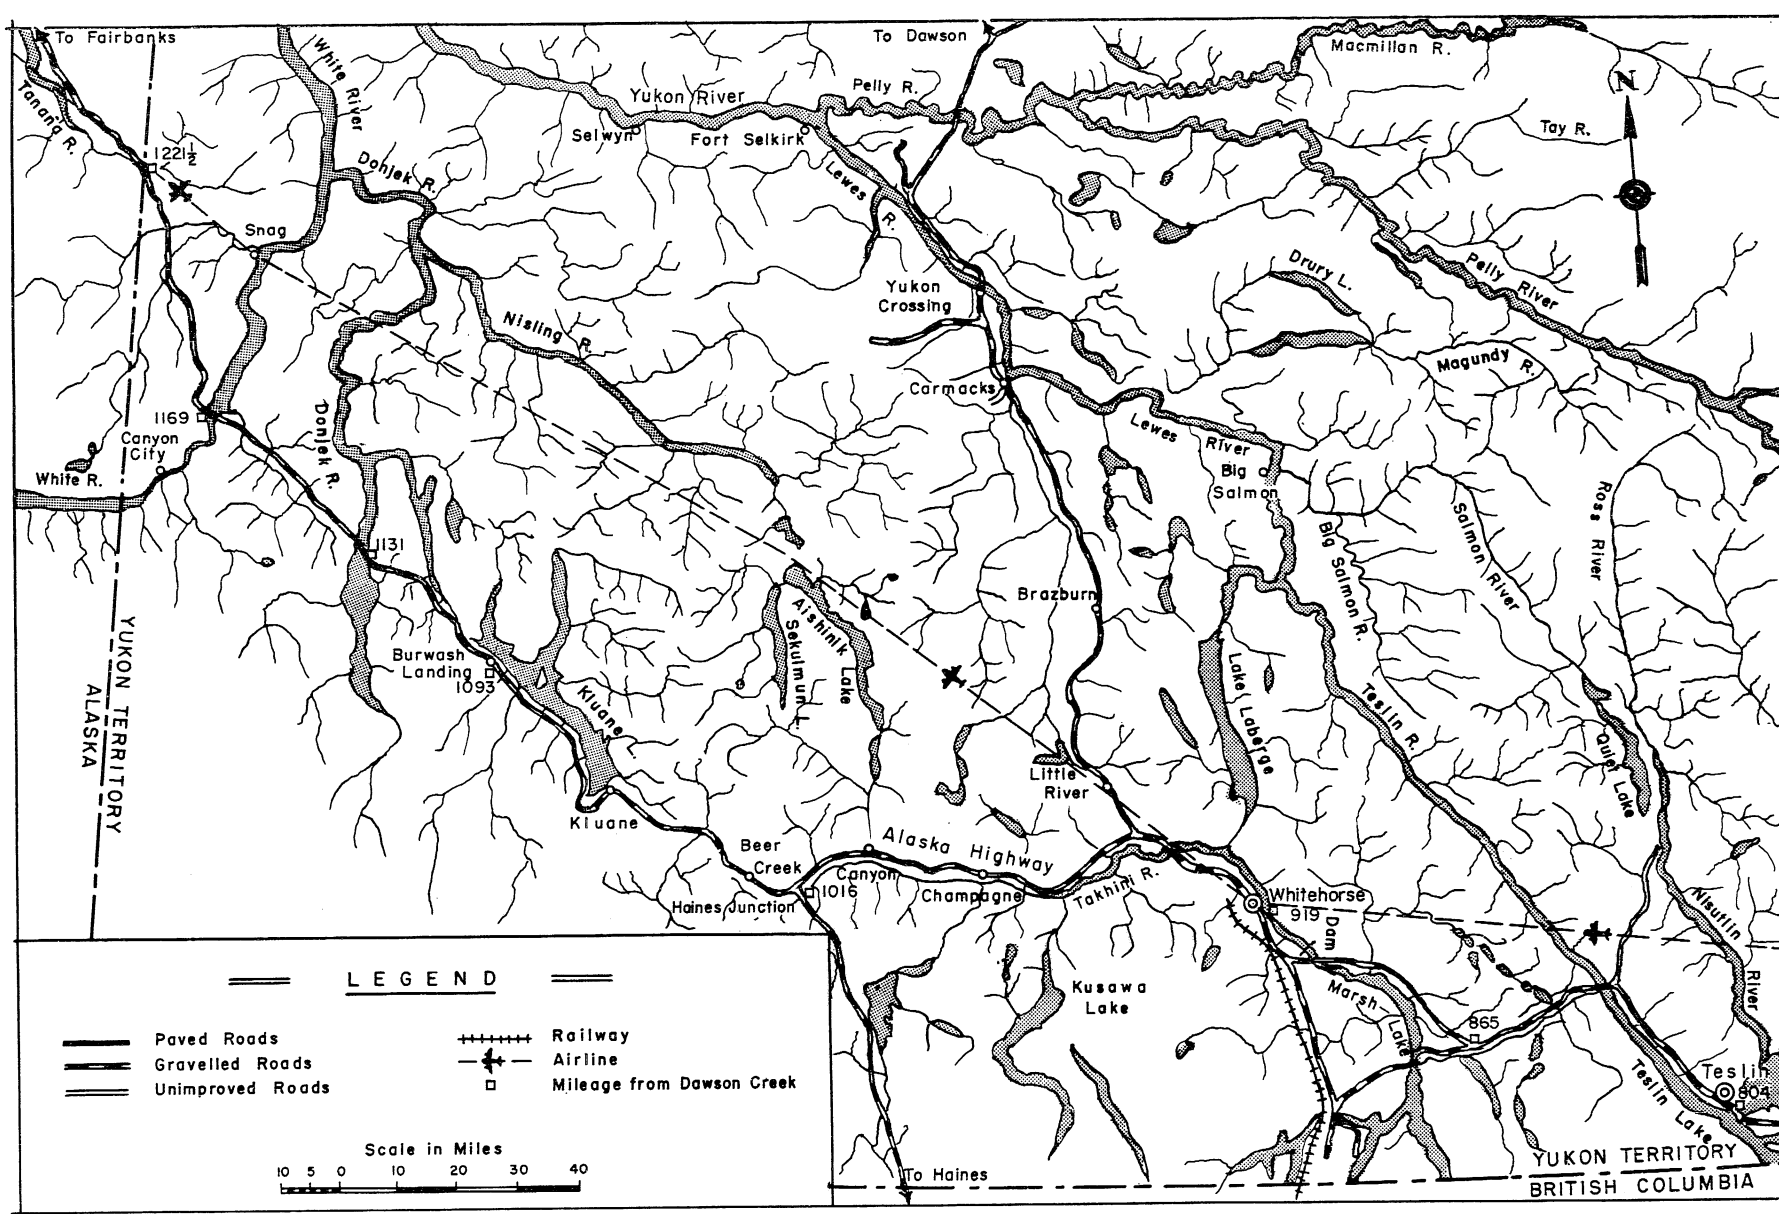 To Fairbanks
To Dawson
White River
Macmillan R.
N
Tanana R.
Yukon River
Pelly R.
Selwyn
Fort Selkirk
Tay R.
1221½
Donjek R.
Lewes R.
Snag
Drury L.
Pelly River
Yukon
Crossing
Nisling R.
Magundy R.
Carmacks
Donjek R.
1169
Canyon
City
Lewes River
Big
Salmon
White R.
Salmon River
Ross River
Big Salmon R.
1131
Brazburn
Aishinik Lake
Sekulmun L.
YUKON TERRITORY
ALASKA
Burwash
Landing
1093
Kluane
Lake Laberge
Teslin R.
Quiet Lake
Little
River
Kluane
Beer
Creek
Alaska Highway
Canyon
1016
Champagne
Takhini R.
Haines Junction
Whitehorse
919
Dam
Nisutlin River
Kusawa
Lake
Marsh Lake
865
Teslin
804
Teslin Lake
To Haines
YUKON TERRITORY
BRITISH COLUMBIA
LEGEND
Paved Roads
Gravelled Roads
Unimproved Roads
Railway
Airline
Mileage from Dawson Creek
Scale in Miles
10 5 0 10 20 30 40